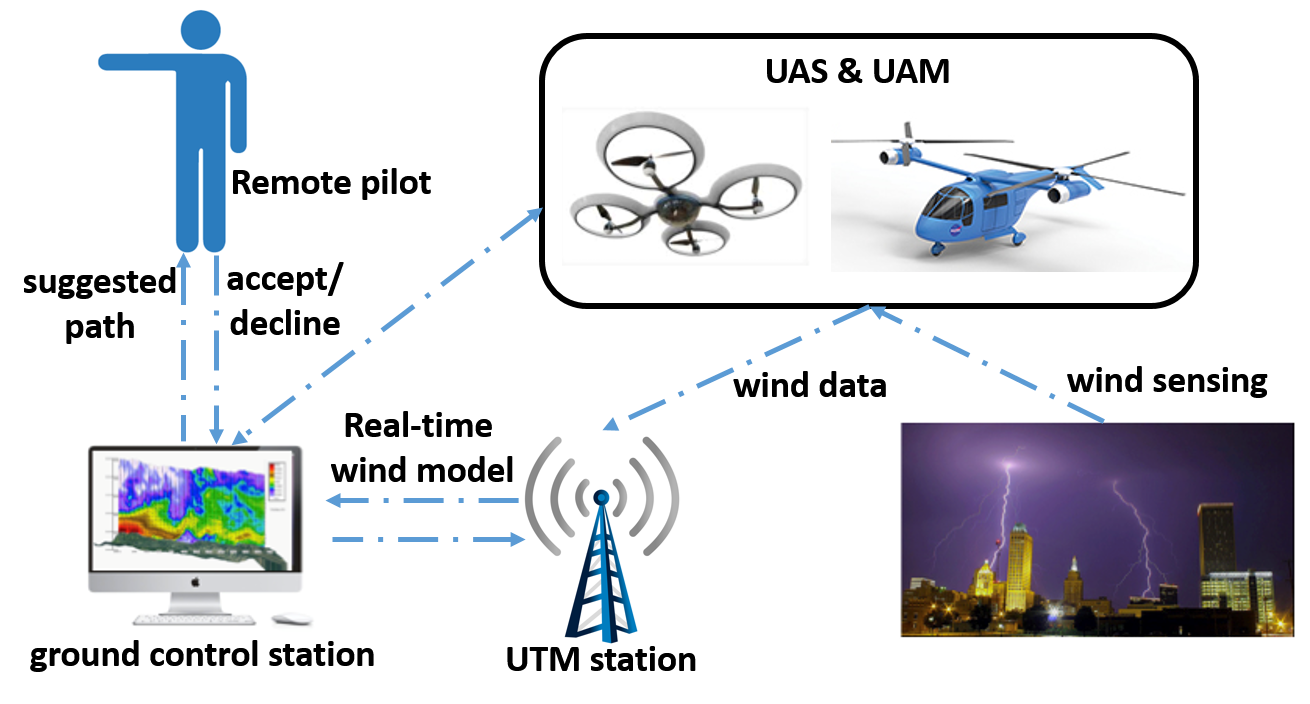 UAS & UAM
Remote pilot
suggested
path
accept/
decline
wind data
wind sensing
Real-time
wind model
ground control station
UTM station